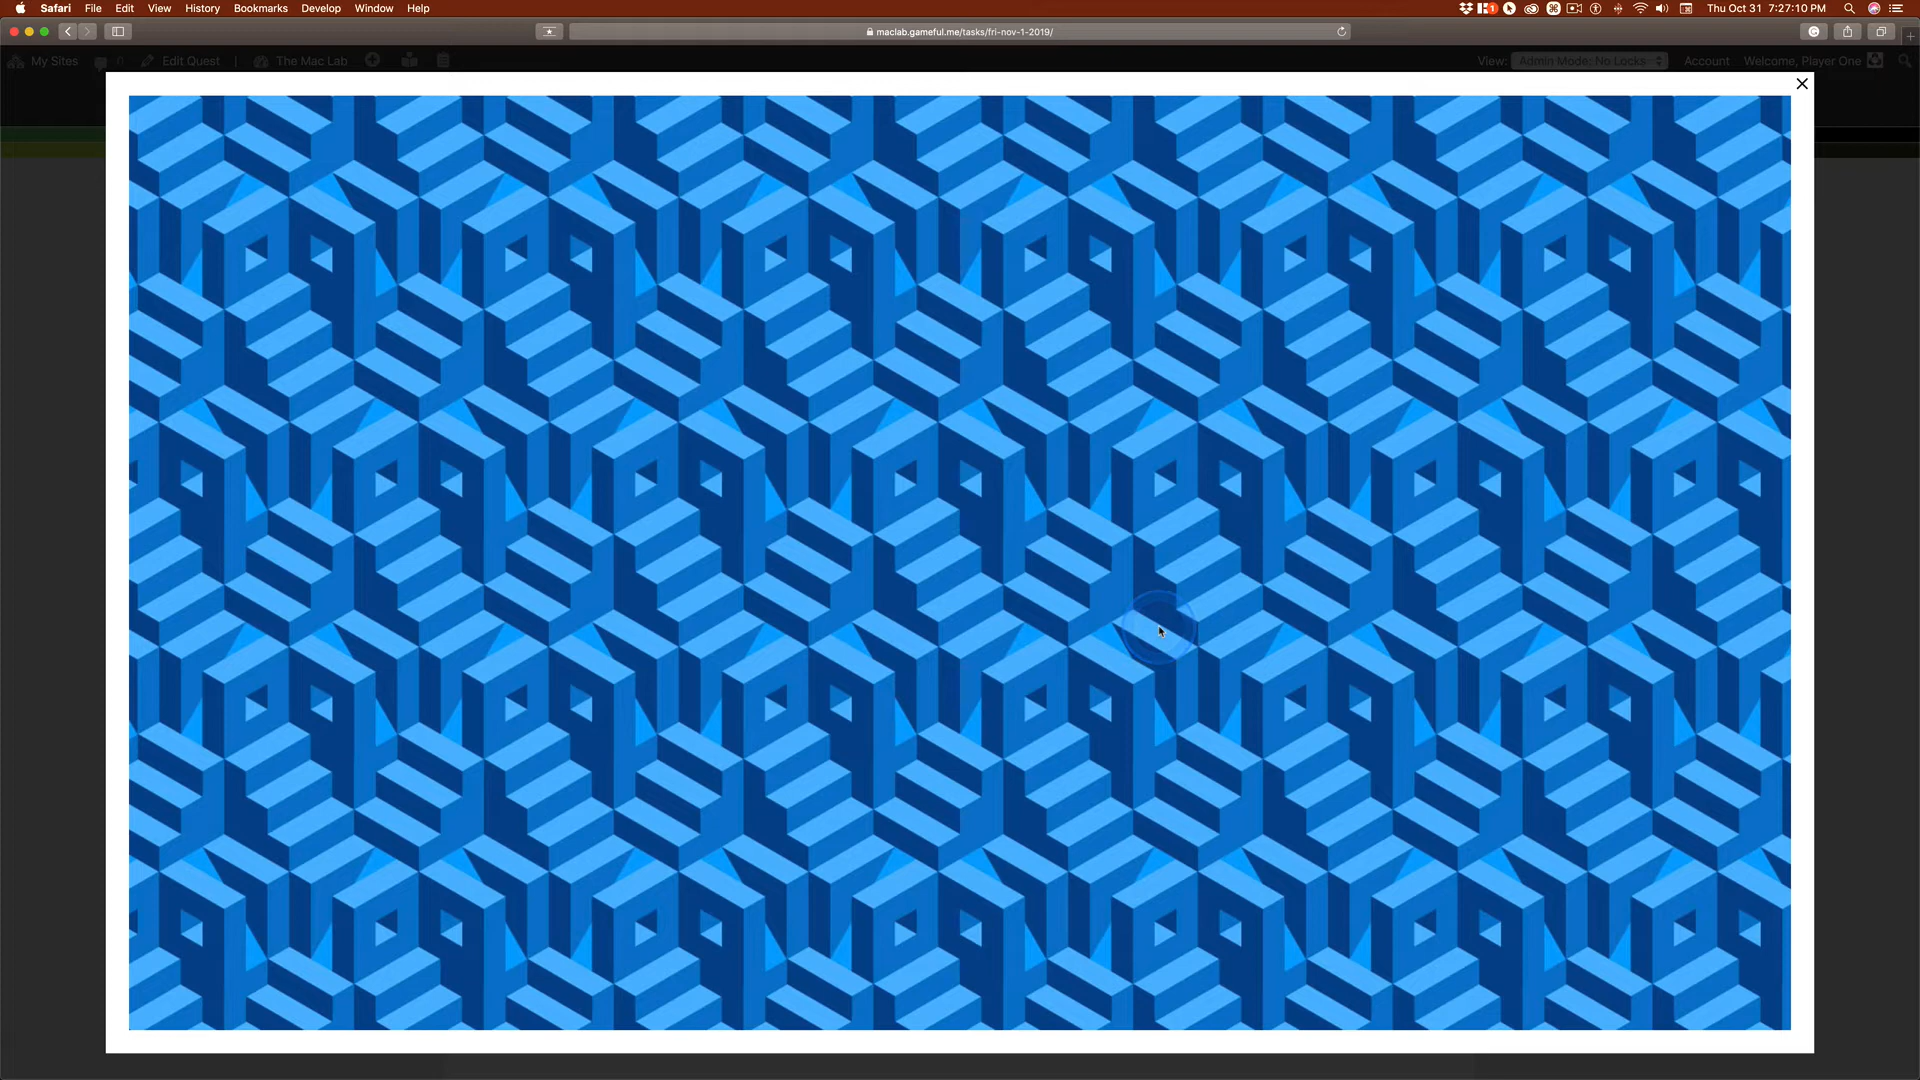 Safari File Edit View History Bookmarks Develop Window Help 1 Thu Oct 31 7:27:10 PM
maclab.gameful.me/tasks/fri-nov-1-2019/
My Sites 0 Edit Quest The Mac Lab View: Admin Mode: No Locks Account Welcome, Player One